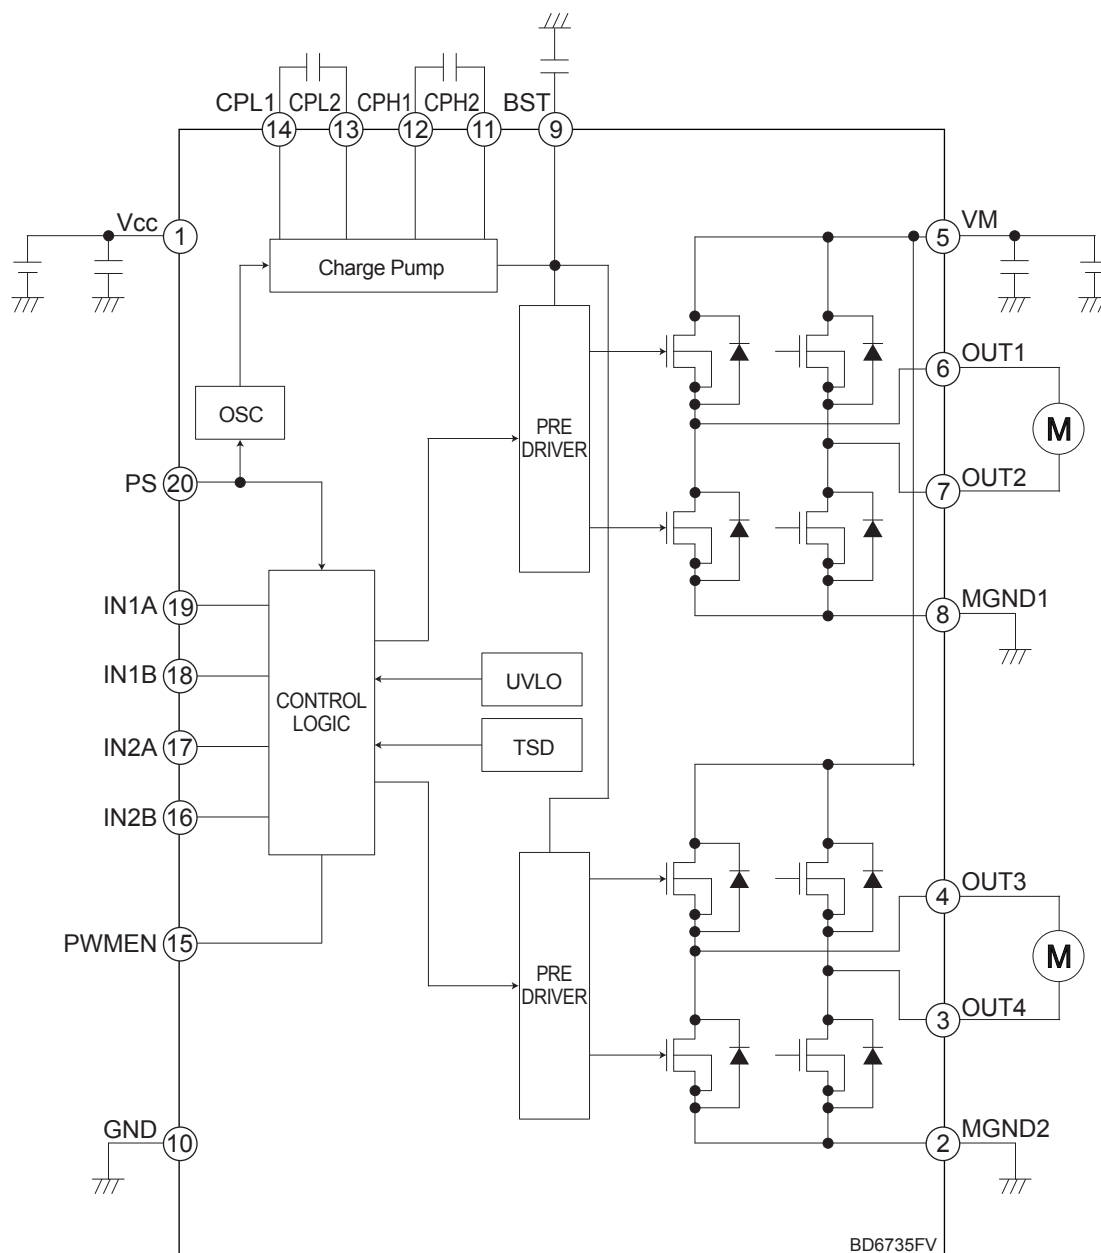 CPL1 CPL2 CPH1 CPH2 BST
14 13 12 11 9
Vcc 1
5 VM
Charge Pump
OSC
PRE
DRIVER
6 OUT1
M
7 OUT2
PS 20
IN1A 19
8 MGND1
IN1B 18
UVLO
CONTROL
LOGIC
IN2A 17
TSD
IN2B 16
4 OUT3
PWMEN 15
M
PRE
DRIVER
3 OUT4
GND 10
2 MGND2
BD6735FV